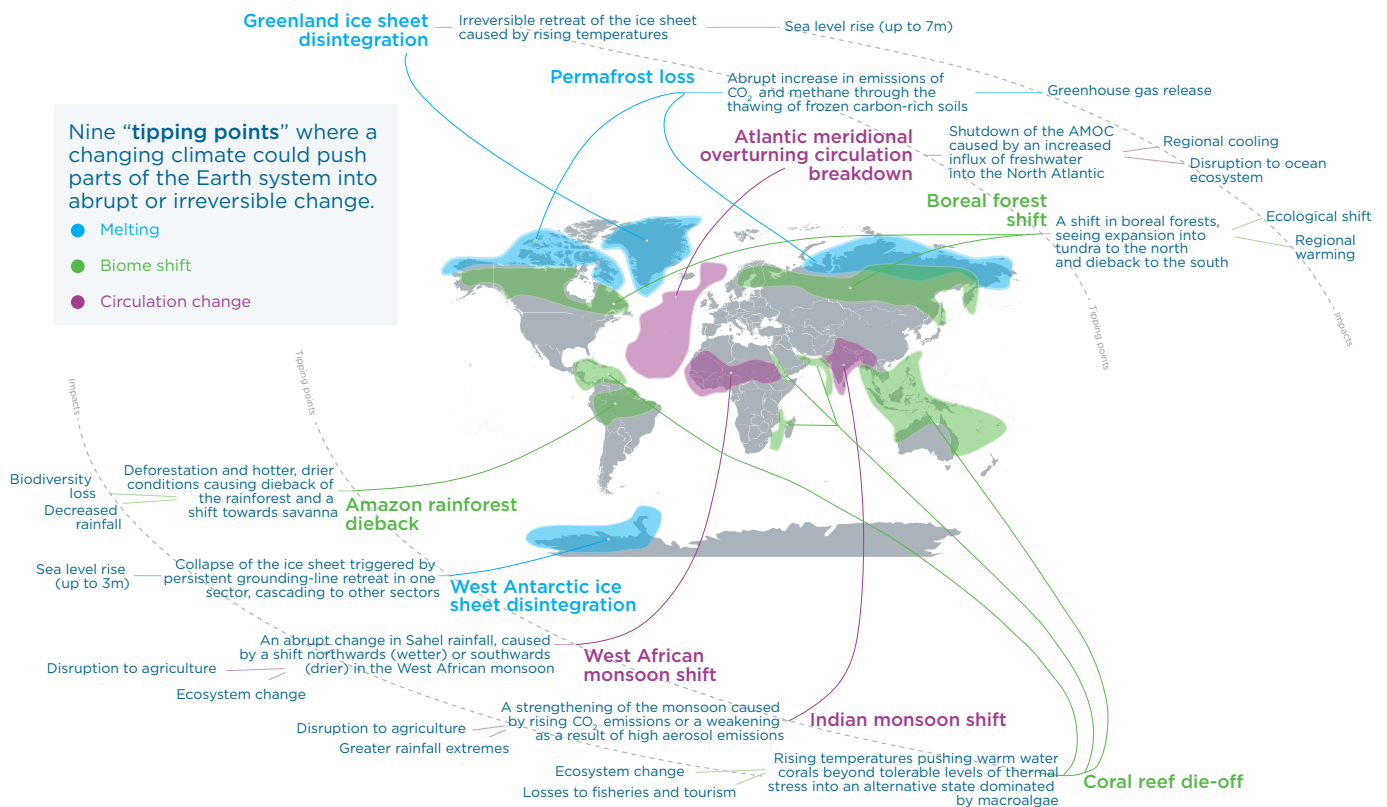 Greenland ice sheet
disintegration
Irreversible retreat of the ice sheet
caused by rising temperatures
Sea level rise (up to 7m)
Permafrost loss
Abrupt increase in emissions of
CO₂ and methane through the
thawing of frozen carbon-rich soils
Greenhouse gas release
Nine “tipping points” where a
changing climate could push
parts of the Earth system into
abrupt or irreversible change.
Melting
Biome shift
Circulation change
Atlantic meridional
overturning circulation
breakdown
Shutdown of the AMOC
caused by an increased
influx of freshwater
into the North Atlantic
Regional cooling
Disruption to ocean
ecosystem
Boreal forest
shift
A shift in boreal forests,
seeing expansion into
tundra to the north
and dieback to the south
Ecological shift
Regional
warming
Tipping points
Impacts
Impacts
Tipping points
Biodiversity
loss
Decreased
rainfall
Deforestation and hotter, drier
conditions causing dieback of
the rainforest and a
shift towards savanna
Amazon rainforest
dieback
Sea level rise
(up to 3m)
Collapse of the ice sheet triggered by
persistent grounding-line retreat in one
sector, cascading to other sectors
West Antarctic ice
sheet disintegration
An abrupt change in Sahel rainfall, caused
by a shift northwards (wetter) or southwards
(drier) in the West African monsoon
Disruption to agriculture
Ecosystem change
West African
monsoon shift
A strengthening of the monsoon caused
by rising CO₂ emissions or a weakening
as a result of high aerosol emissions
Disruption to agriculture
Greater rainfall extremes
Indian monsoon shift
Rising temperatures pushing warm water
corals beyond tolerable levels of thermal
stress into an alternative state dominated
by macroalgae
Ecosystem change
Losses to fisheries and tourism
Coral reef die-off